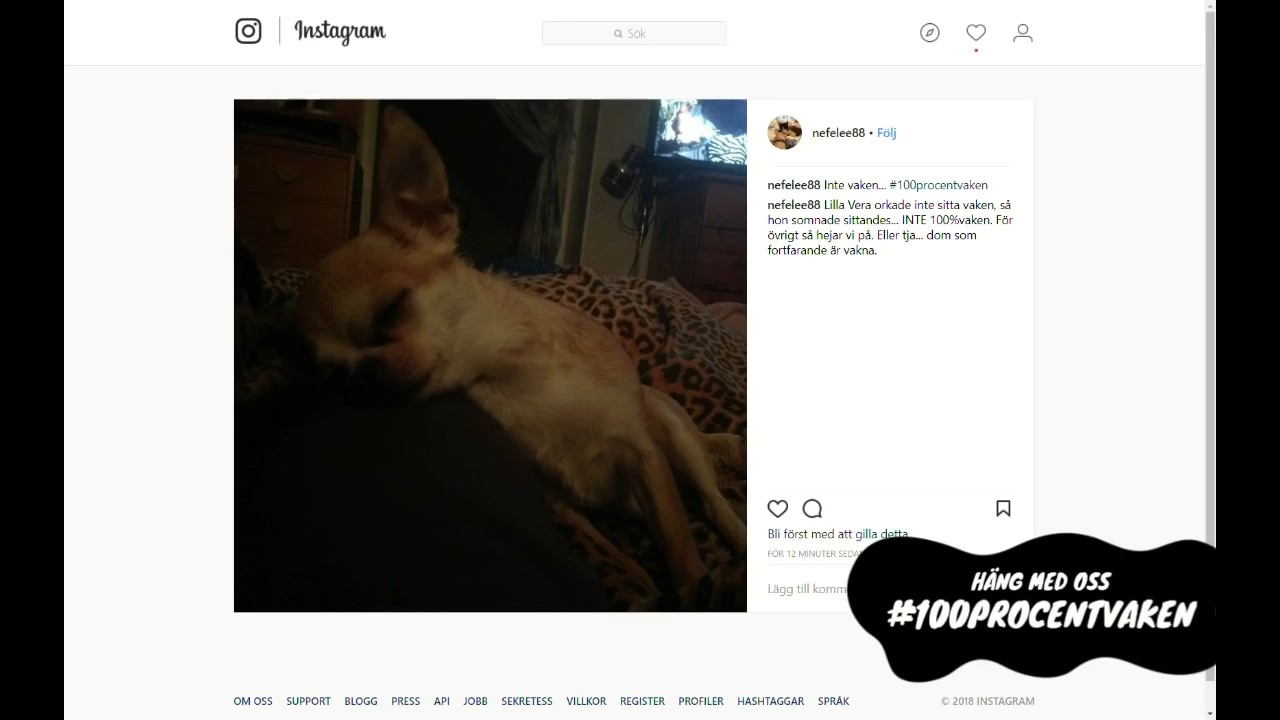 Instagram
Sök
nefelee88 • Följ
nefelee88 Inte vaken... #100procentvaken
nefelee88 Lilla Vera orkade inte sitta vaken, så
hon somnade sittandes... INTE 100%vaken. För
övrigt så hejar vi på. Eller tja... dom som
fortfarande är vakna.
Bli först med att gilla detta
FÖR 12 MINUTER SEDAN
Lägg till komm
HÄNG MED OSS
#100PROCENTVAKEN
OM OSS SUPPORT BLOGG PRESS API JOBB SEKRETESS VILLKOR REGISTER PROFILER HASHTAGGAR SPRÅK © 2018 INSTAGRAM